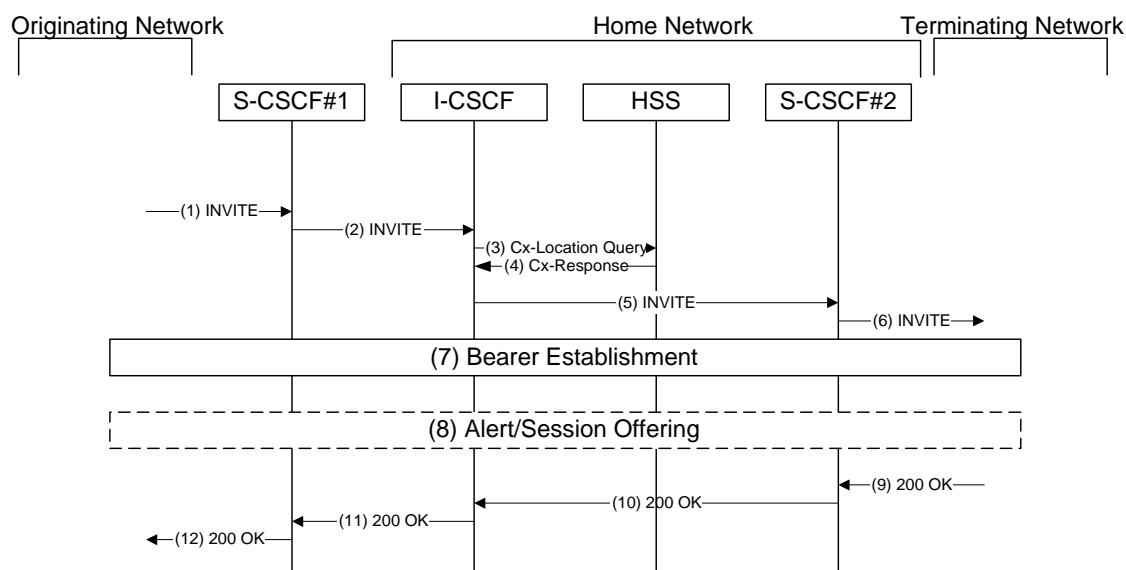 Originating Network
Home Network
Terminating Network
S-CSCF#1
I-CSCF
HSS
S-CSCF#2
(1) INVITE
(2) INVITE
(3) Cx-Location Query
(4) Cx-Response
(5) INVITE
(6) INVITE
(7) Bearer Establishment
(8) Alert/Session Offering
(9) 200 OK
(10) 200 OK
(11) 200 OK
(12) 200 OK